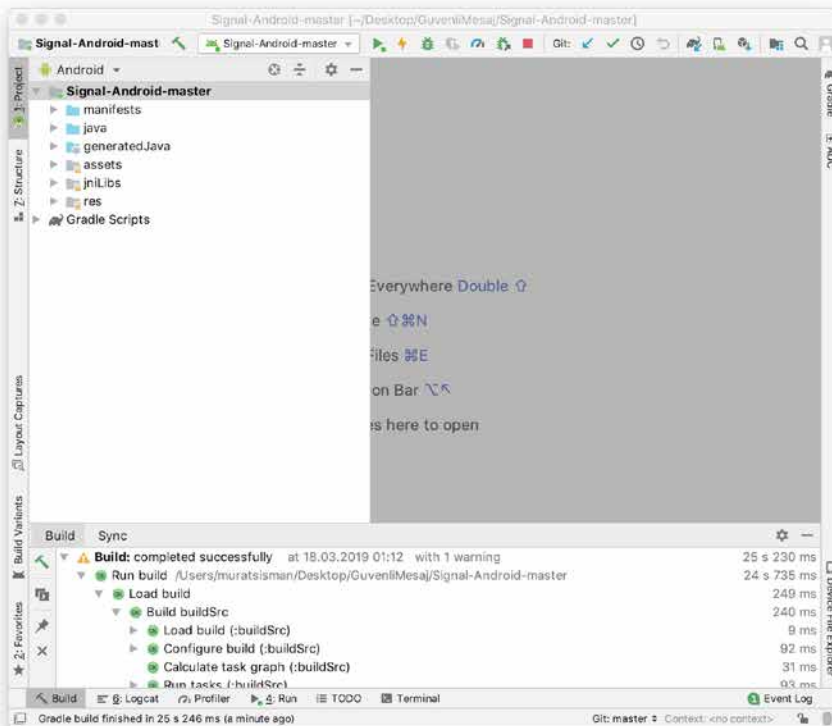 Signal-Android-master [~/Desktop/GuvenliMesaj/Signal-Android-master]
Signal-Android-mast
Signal-Android-master
Git:
Android
1: Project
Signal-Android-master
manifests
java
generatedJava
assets
jniLibs
res
Gradle Scripts
Z: Structure
Gradle
ADC
Everywhere Double ⇧
e ⇧⌘N
Files ⌘E
on Bar ⌥↖
es here to open
Layout Captures
Build Variants
2: Favorites
Device File Explorer
Build Sync
Build: completed successfully at 18.03.2019 01:12 with 1 warning 25 s 230 ms
Run build /Users/muratsisman/Desktop/GuvenliMesaj/Signal-Android-master 24 s 735 ms
Load build 249 ms
Build buildSrc 240 ms
Load build (:buildSrc) 9 ms
Configure build (:buildSrc) 92 ms
Calculate task graph (:buildSrc) 31 ms
Run tasks (:buildSrc) 93 ms
Build 6: Logcat Profiler 4: Run TODO Terminal Event Log
Gradle build finished in 25 s 246 ms (a minute ago) Git: master Context: <no context>